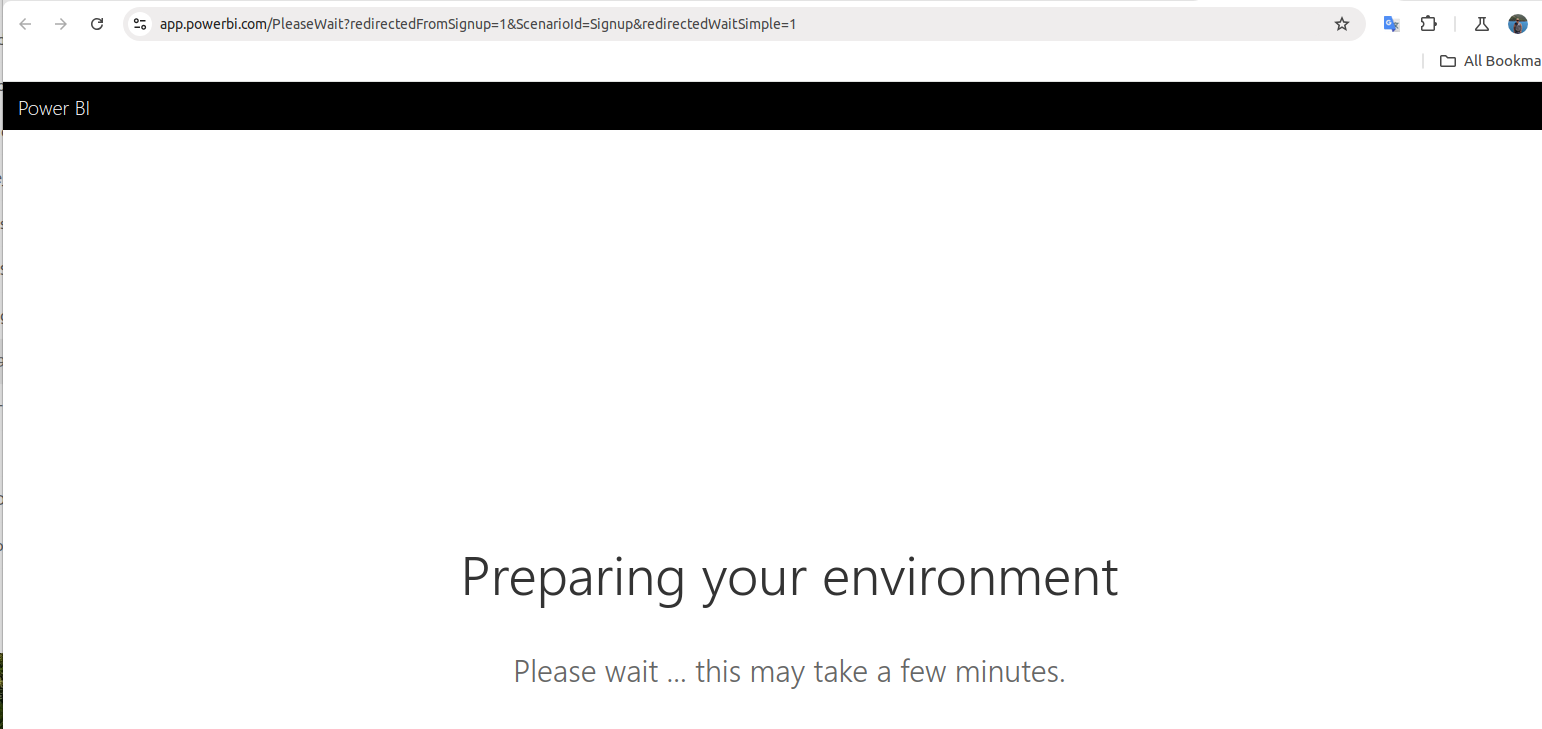 app.powerbi.com/PleaseWait?redirectedFromSignup=1&ScenarioId=Signup&redirectedWaitSimple=1
All Bookma
Power BI
Preparing your environment
Please wait ... this may take a few minutes.